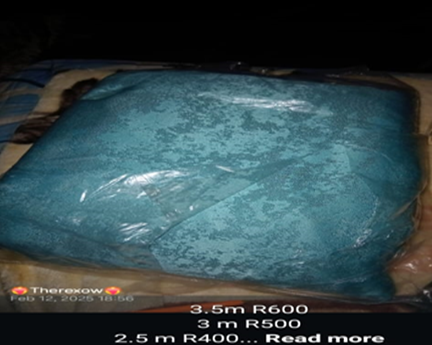 🍎Therexow🍎
Feb 12, 2025 18:56
3.5m R600
3 m R500
2.5 m R400... Read more